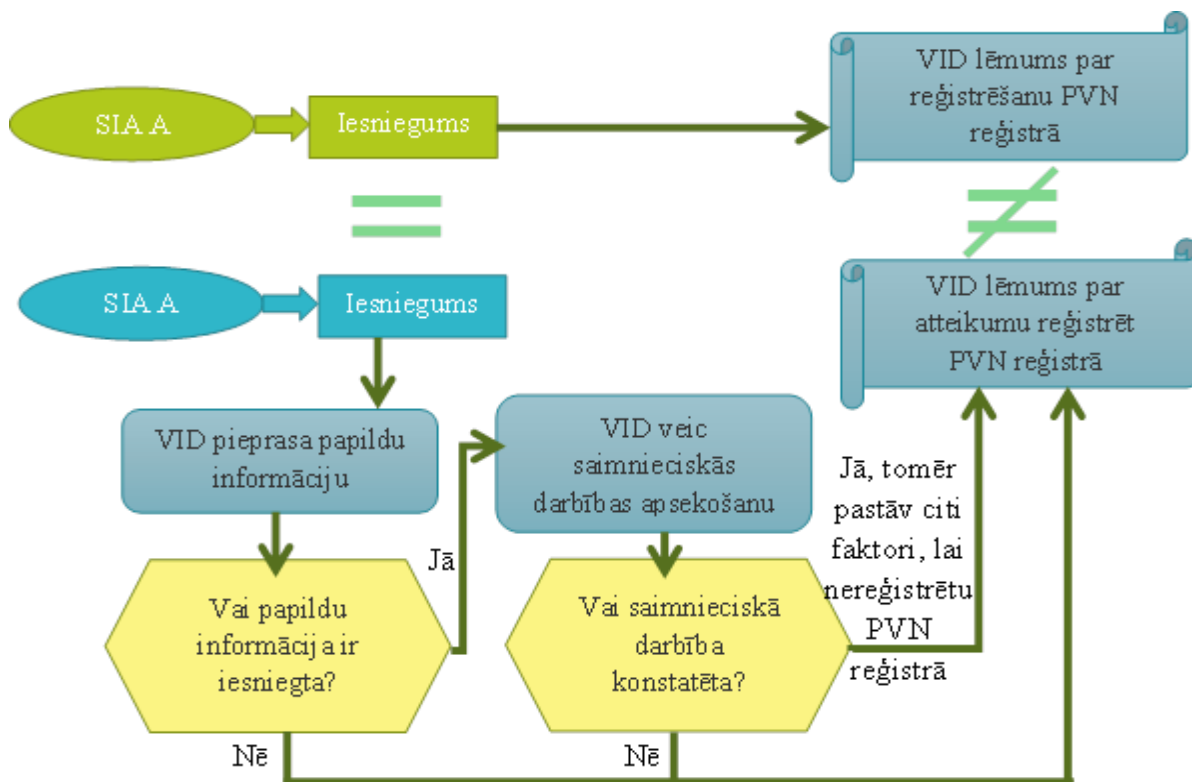 SIA A
Iesniegums
VID lēmums par
reģistrēšanu PVN
reģistrā
SIA A
Iesniegums
VID lēmums par
atteikumu reģistrēt
PVN reģistrā
VID pieprasa papildu
informāciju
VID veic
saimnieciskās
darbības apsekošanu
Jā, tomēr
pastāv citi
faktori, lai
nereģistrētu
PVN
reģistrā
Jā
Vai papildu
informācija ir
iesniegta?
Vai saimnieciskā
darbība
konstatēta?
Nē
Nē